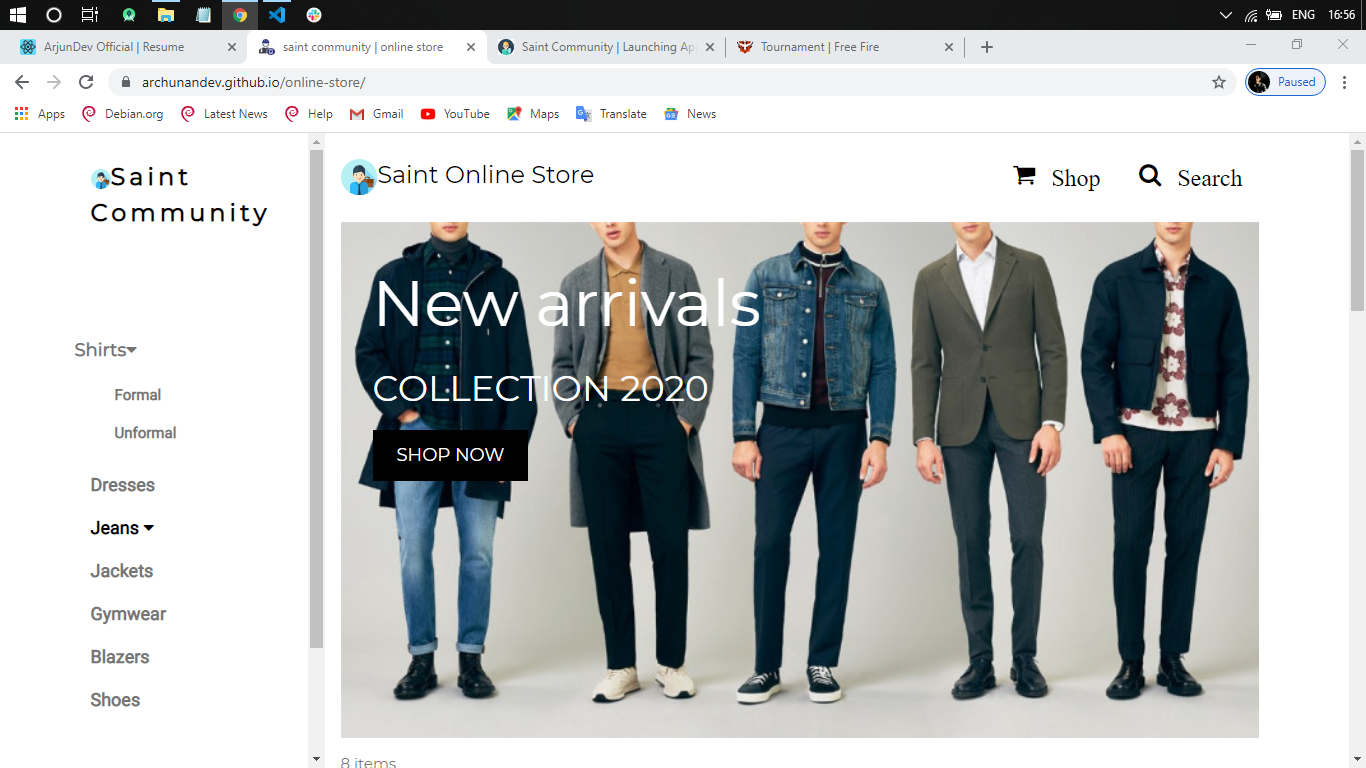 ENG 16:56
ArjunDev Official | Resume
saint community | online store
Saint Community | Launching Ap
Tournament | Free Fire
archunandev.github.io/online-store/
Paused
Apps
Debian.org
Latest News
Help
Gmail
YouTube
Maps
Translate
News
Saint
Community
Shirts
Formal
Unformal
Dresses
Jeans
Jackets
Gymwear
Blazers
Shoes
Saint Online Store
Shop
Search
New arrivals
COLLECTION 2020
SHOP NOW
8 items